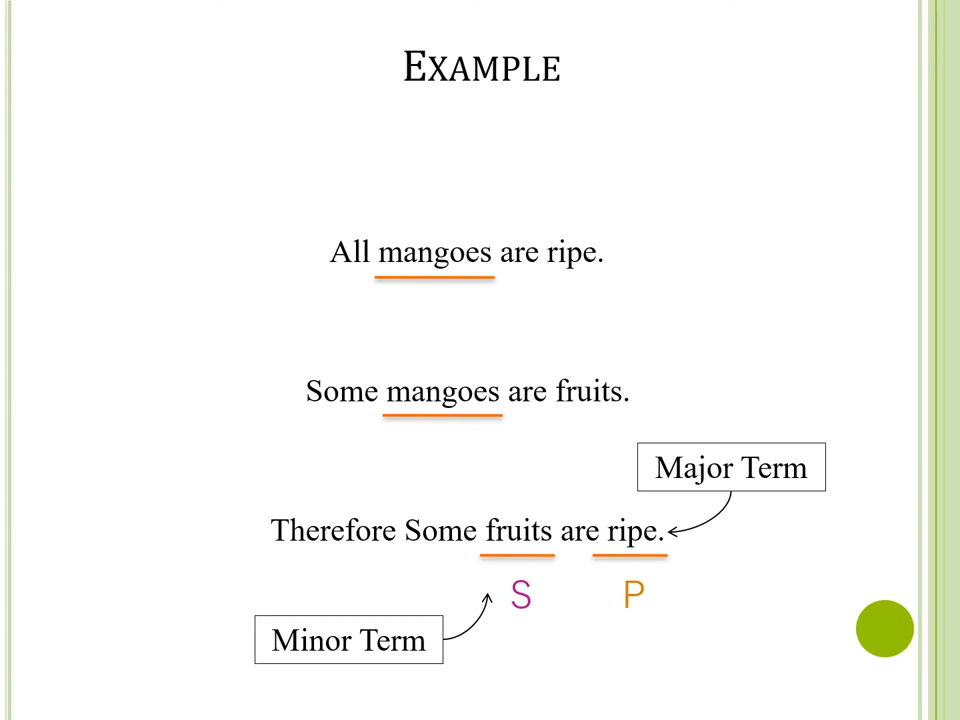 EXAMPLE
All mangoes are ripe.
Some mangoes are fruits.
Major Term
Therefore Some fruits are ripe.
S P
Minor Term